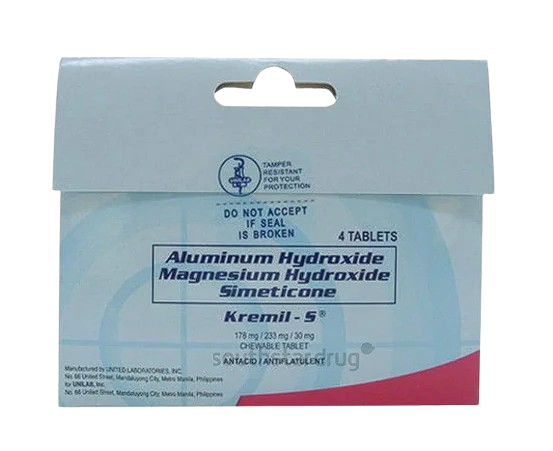 TAMPER
RESISTANT
FOR YOUR
PROTECTION
DO NOT ACCEPT
IF SEAL
IS BROKEN
4 TABLETS
Aluminum Hydroxide
Magnesium Hydroxide
Simeticone
Kremil - S®
178 mg / 233 mg / 30 mg
CHEWABLE TABLET
southstardrug
ANTACID / ANTIFLATULENT
Manufactured by UNITED LABORATORIES, INC.
No. 66 United Street, Mandaluyong City, Metro Manila, Philippines
for UNILAB, Inc.
No. 66 United Street, Mandaluyong City, Metro Manila, Philippines